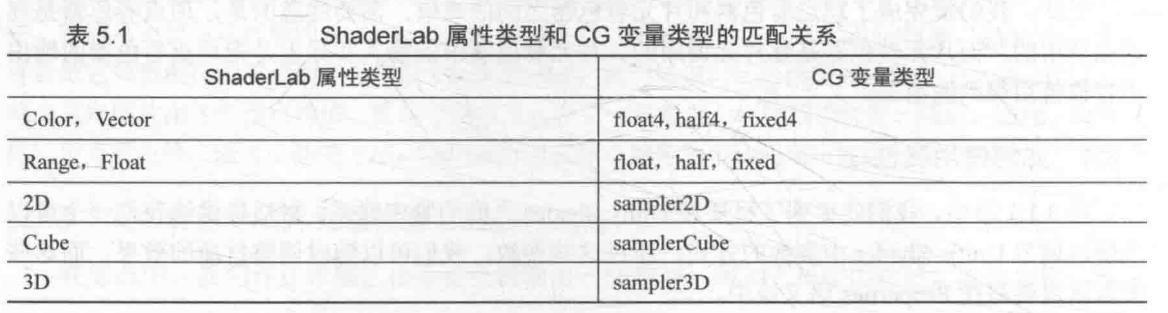 表 5.1 ShaderLab 属性类型和 CG 变量类型的匹配关系
ShaderLab 属性类型 CG 变量类型
Color，Vector float4, half4，fixed4
Range，Float float，half，fixed
2D sampler2D
Cube samplerCube
3D sampler3D